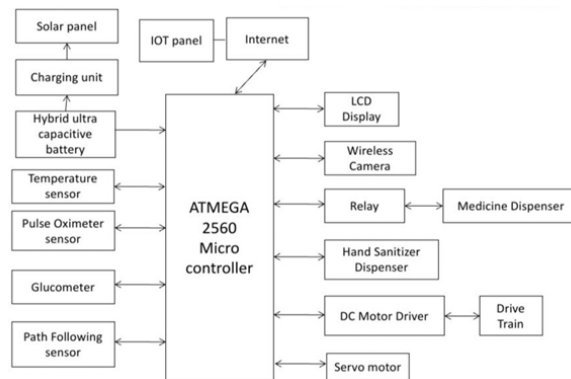 Solar panel
IOT panel
Internet
Charging unit
Hybrid ultra
capacitive
battery
Temperature
sensor
Pulse Oximeter
sensor
Glucometer
Path Following
sensor
ATMEGA
2560
Micro
controller
LCD
Display
Wireless
Camera
Relay
Medicine Dispenser
Hand Sanitizer
Dispenser
DC Motor Driver
Drive
Train
Servo motor